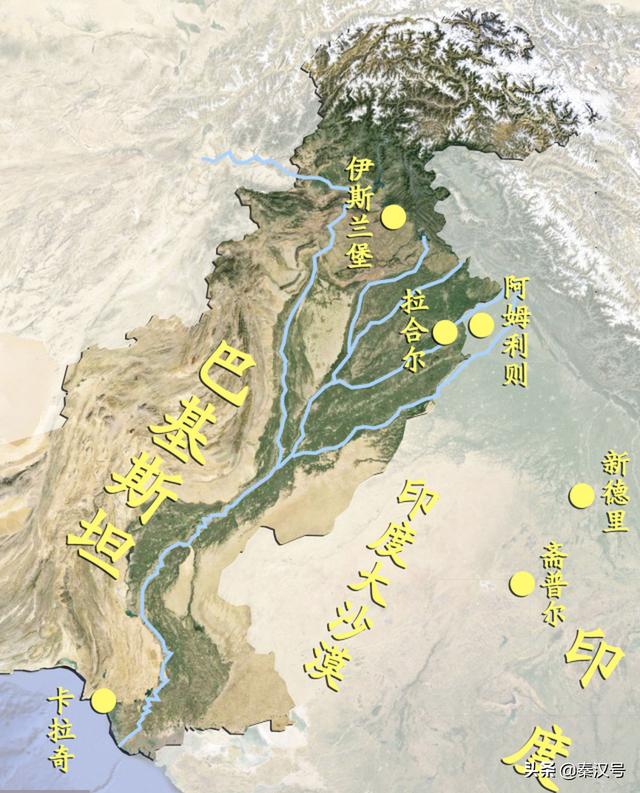 伊斯兰堡
拉合尔
阿姆利则
巴基斯坦
新德里
印度大沙漠
斋普尔
印度
卡拉奇
头条 @秦汉号